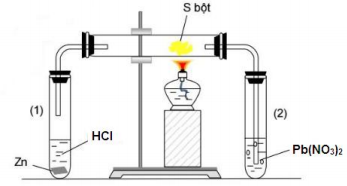 S bột
(1)
HCl
(2)
Zn
Pb(NO₃)₂